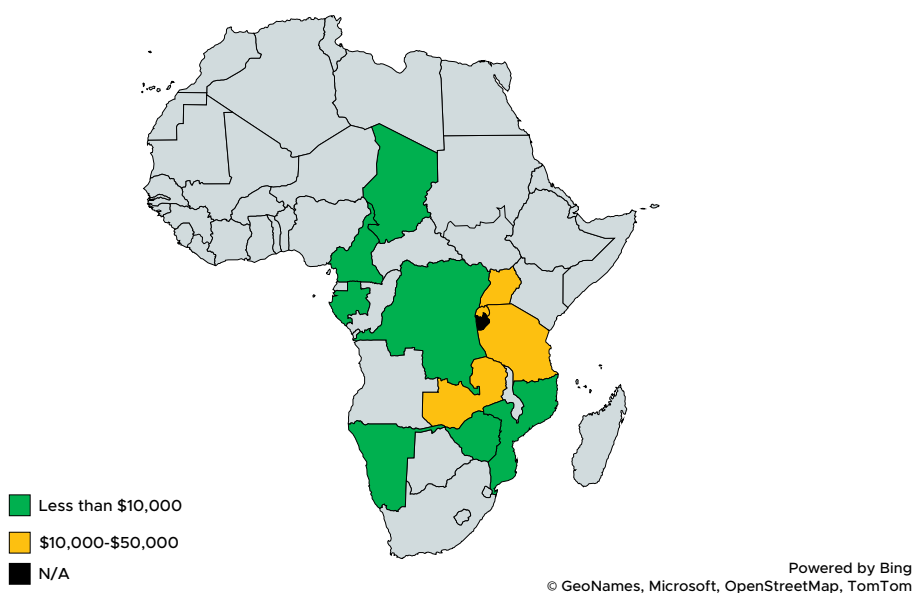 Less than $10,000
$10,000-$50,000
N/A
Powered by Bing
© GeoNames, Microsoft, OpenStreetMap, TomTom